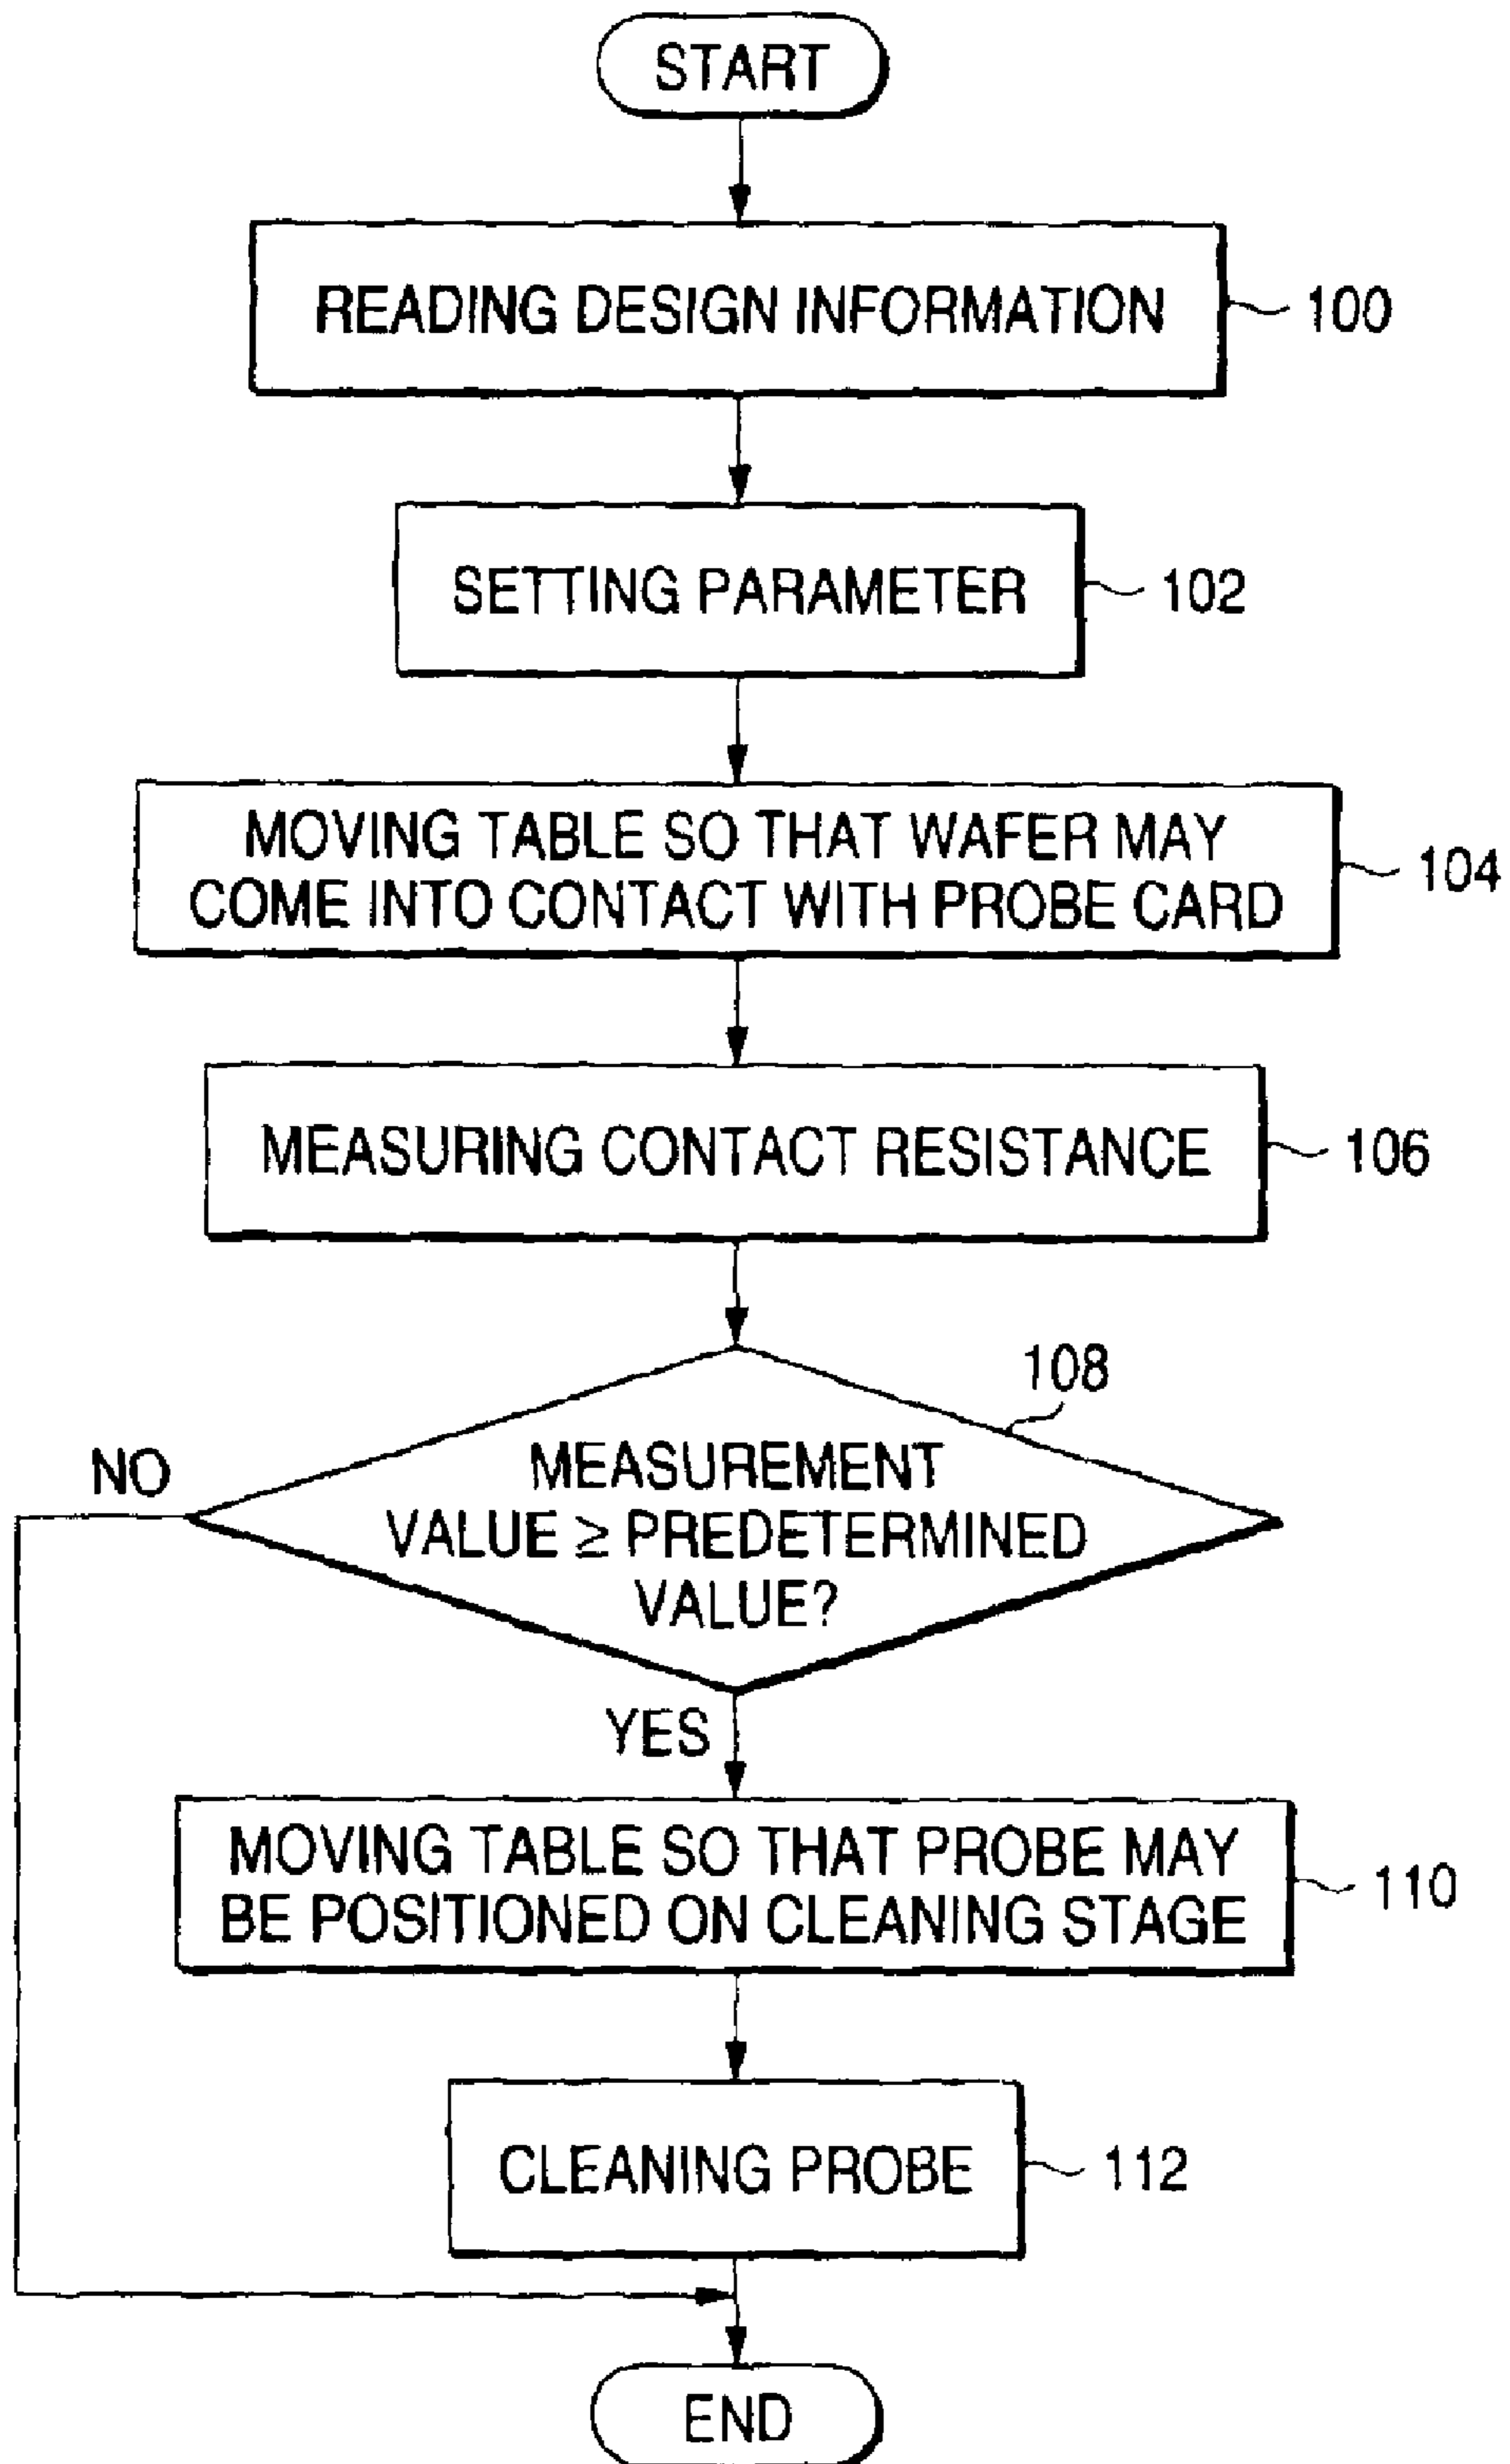 START
READING DESIGN INFORMATION
100
SETTING PARAMETER
102
MOVING TABLE SO THAT WAFER MAY
COME INTO CONTACT WITH PROBE CARD
104
MEASURING CONTACT RESISTANCE
106
108
NO
MEASUREMENT
VALUE ≥ PREDETERMINED
VALUE?
YES
MOVING TABLE SO THAT PROBE MAY
BE POSITIONED ON CLEANING STAGE
110
CLEANING PROBE
112
END